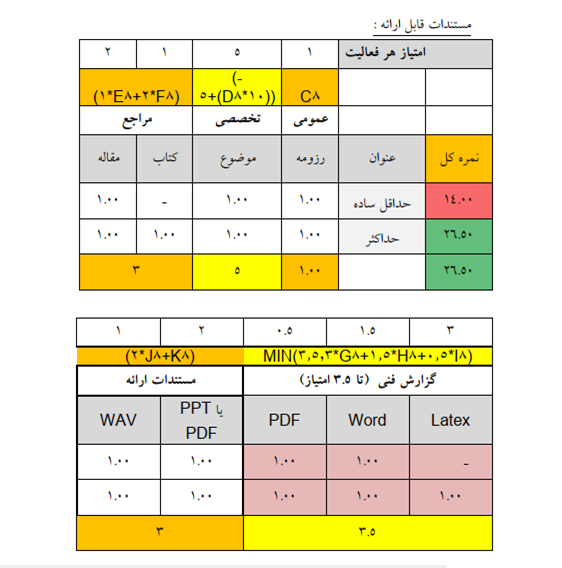 مستندات قابل ارائه :
امتیاز هر فعالیت ۱ ۵ ۱ ۲
C۸ (-۵+(D۸*۱۰)) (۱*E۸+۲*F۸)
عمومی تخصصی مراجع
نمره کل عنوان رزومه موضوع کتاب مقاله
۱۴.۰۰ حداقل ساده ۱.۰۰ ۱.۰۰ - ۱.۰۰
۲۶.۵۰ حداکثر ۱.۰۰ ۱.۰۰ ۱.۰۰ ۱.۰۰
۲۶.۵۰ ۱.۰۰ ۵ ۳
۳ ۱.۵ ۰.۵ ۲ ۱
MIN(۳,۵,۳*G۸+۱,۵*H۸+۰,۵*I۸) (۲*J۸+K۸)
گزارش فنی (تا ۳.۵ امتیاز) مستندات ارائه
Latex Word PDF PPT یا PDF WAV
- ۱.۰۰ ۱.۰۰ ۱.۰۰ ۱.۰۰
۱.۰۰ ۱.۰۰ ۱.۰۰ ۱.۰۰ ۱.۰۰
۳.۵ ۳